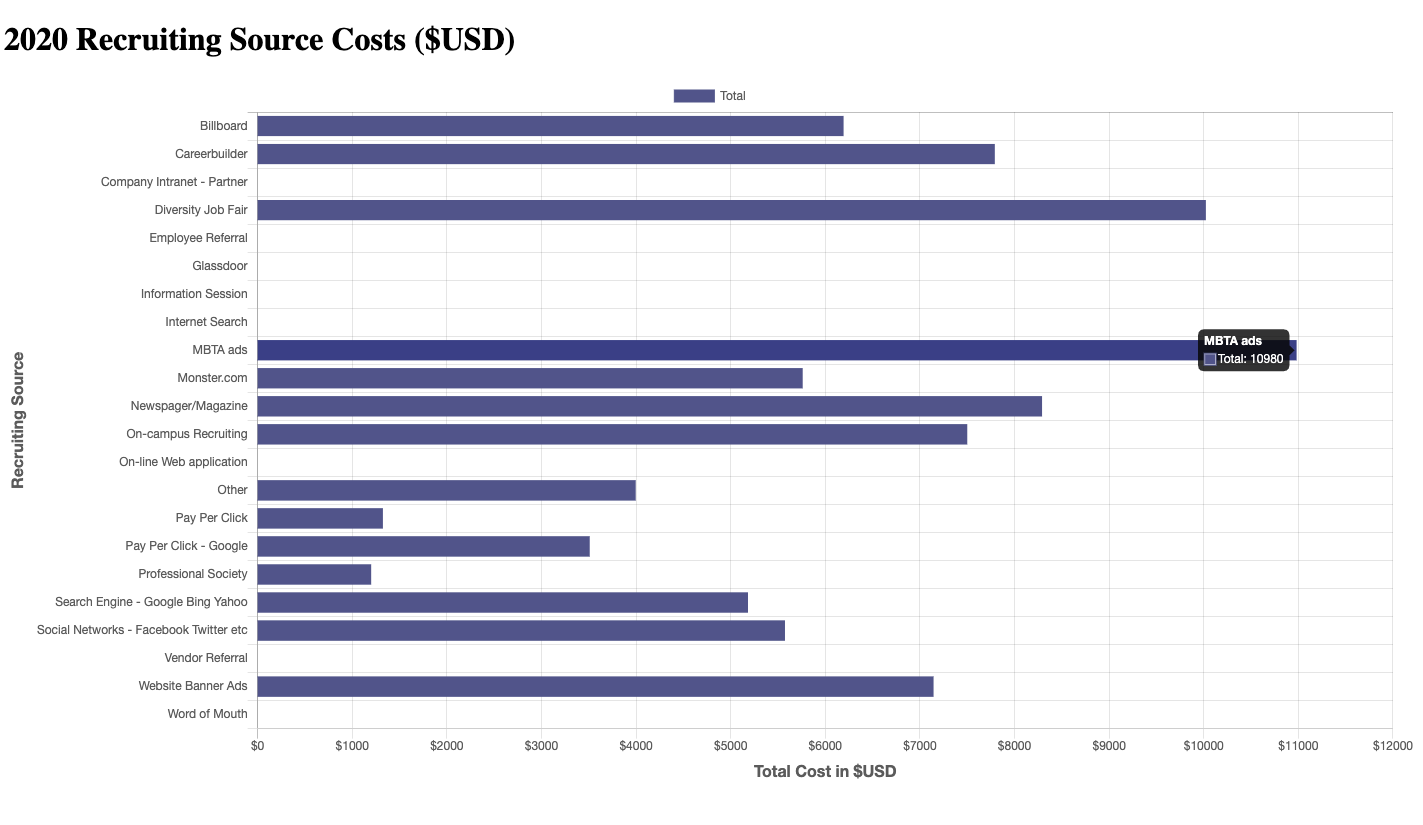 2020 Recruiting Source Costs ($USD)
Total
Billboard
Careerbuilder
Company Intranet - Partner
Diversity Job Fair
Employee Referral
Glassdoor
Information Session
Internet Search
MBTA ads
MBTA ads
Total: 10980
Monster.com
Newspager/Magazine
On-campus Recruiting
On-line Web application
Other
Pay Per Click
Pay Per Click - Google
Professional Society
Search Engine - Google Bing Yahoo
Social Networks - Facebook Twitter etc
Vendor Referral
Website Banner Ads
Word of Mouth
Recruiting Source
$0 $1000 $2000 $3000 $4000 $5000 $6000 $7000 $8000 $9000 $10000 $11000 $12000
Total Cost in $USD